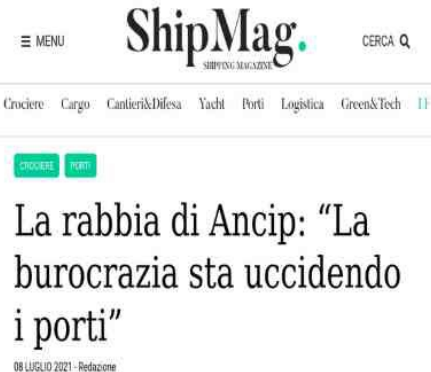 MENU
ShipMag.
SHIPPING MAGAZINE
CERCA
Crociere Cargo Cantieri&Difesa Yacht Porti Logistica Green&Tech
CROCIERE PORTI
La rabbia di Ancip: “La
burocrazia sta uccidendo
i porti”
08 LUGLIO 2021 - Redazione